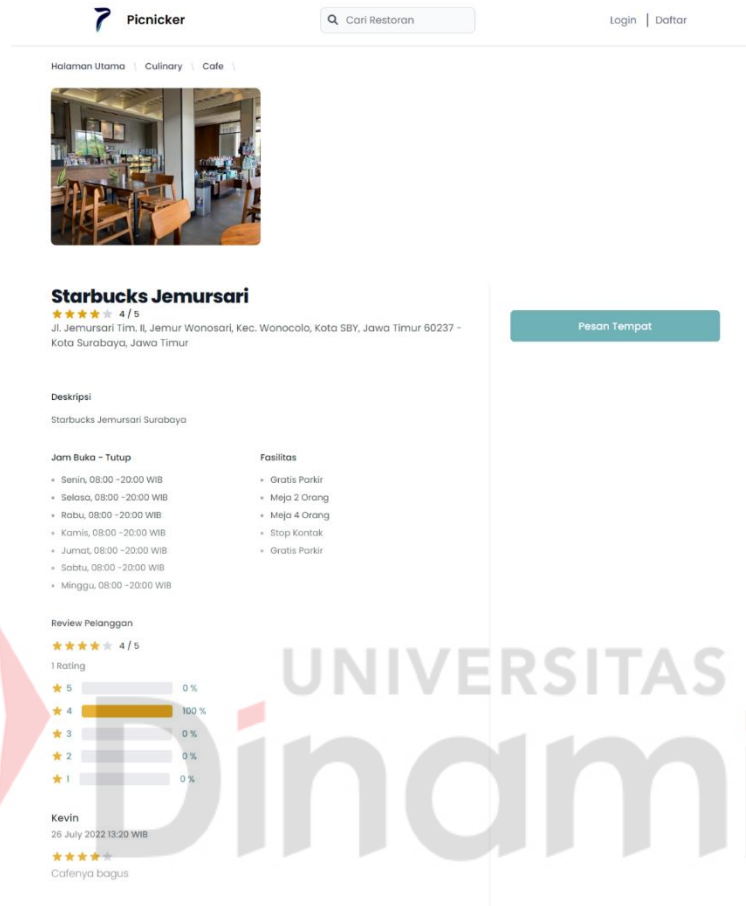 Picnicker
Cari Restoran
Login | Daftar
Halaman Utama \ Culinary \ Cafe \
Starbucks Jemursari
4 / 5
Jl. Jemursari Tim. II, Jemur Wonosari, Kec. Wonocolo, Kota SBY, Jawa Timur 60237 -
Kota Surabaya, Jawa Timur
Pesan Tempat
Deskripsi
Starbucks Jemursari Surabaya
Jam Buka - Tutup
Senin, 08:00 -20:00 WIB
Selasa, 08:00 -20:00 WIB
Rabu, 08:00 -20:00 WIB
Kamis, 08:00 -20:00 WIB
Jumat, 08:00 -20:00 WIB
Sabtu, 08:00 -20:00 WIB
Minggu, 08:00 -20:00 WIB
Fasilitas
Gratis Parkir
Meja 2 Orang
Meja 4 Orang
Stop Kontak
Gratis Parkir
Review Pelanggan
4 / 5
1 Rating
5 0 %
4 100 %
3 0 %
2 0 %
1 0 %
Kevin
26 July 2022 13:20 WIB
Cafenya bagus
UNIVERSITAS
Dinam